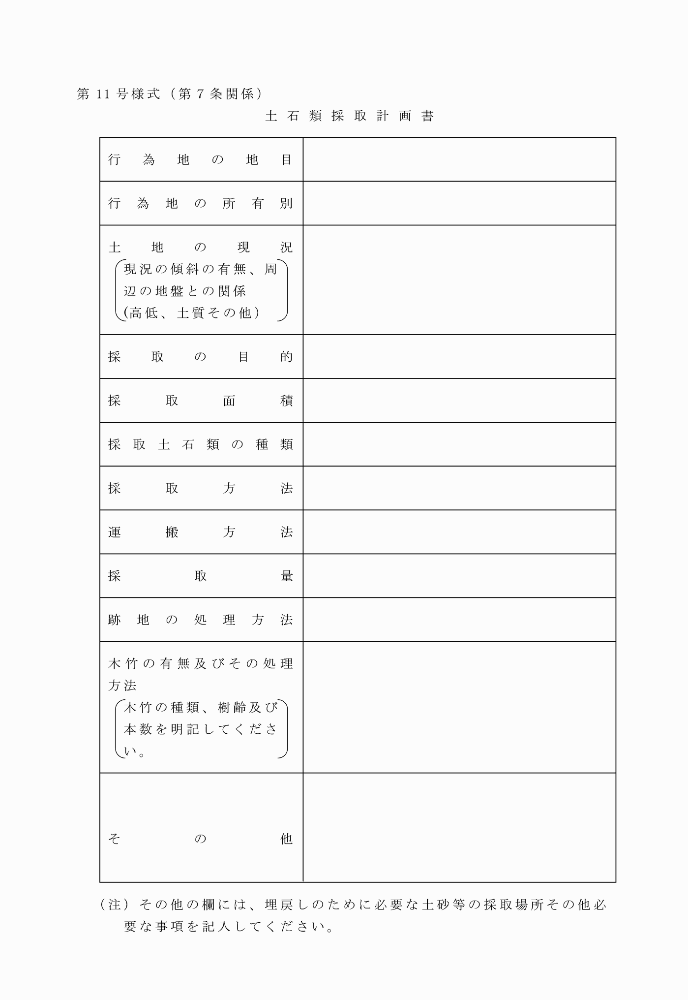 第 11 号様式（第 7 条関係）
土石類採取計画書
行為地の地目
行為地の所有別
土地の現況
現況の傾斜の有無、周
辺の地盤との関係
(高低、土質その他）
採取の目的
採取面積
採取土石類の種類
採取方法
運搬方法
採取量
跡地の処理方法
木竹の有無及びその処理
方法
木竹の種類、樹齢及び
本数を明記してくださ
い。
その他
（注）その他の欄には、埋戻しのために必要な土砂等の採取場所その他必
要な事項を記入してください。